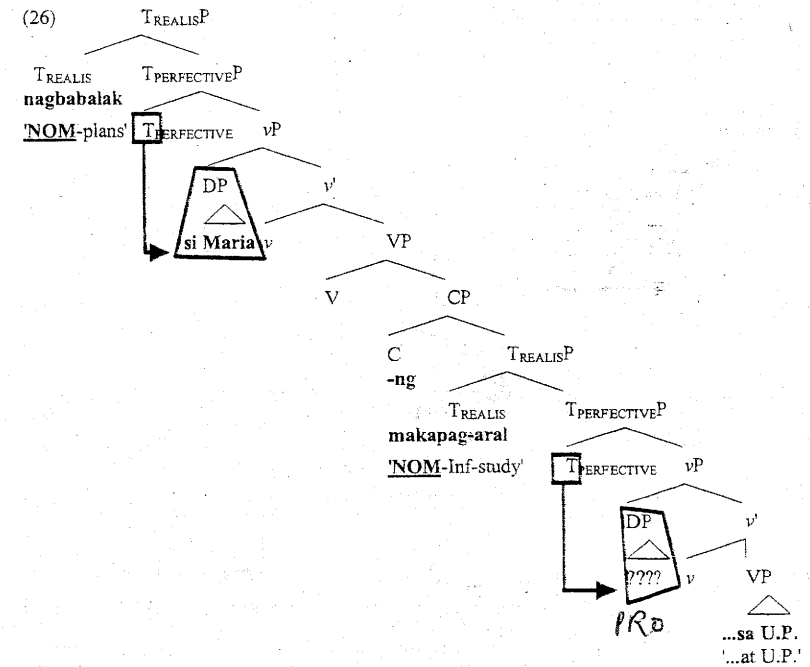 (26) TREALISP
TREALIS TPERFECTIVEP
nagbabalak
'NOM-plans' TPERFECTIVE vP
DP v'
si Maria v VP
V CP
C TREALISP
-ng
TREALIS TPERFECTIVEP
makapag-aral
'NOM-Inf-study' TPERFECTIVE vP
DP v'
???? v VP
PRO
...sa U.P.
'...at U.P.'